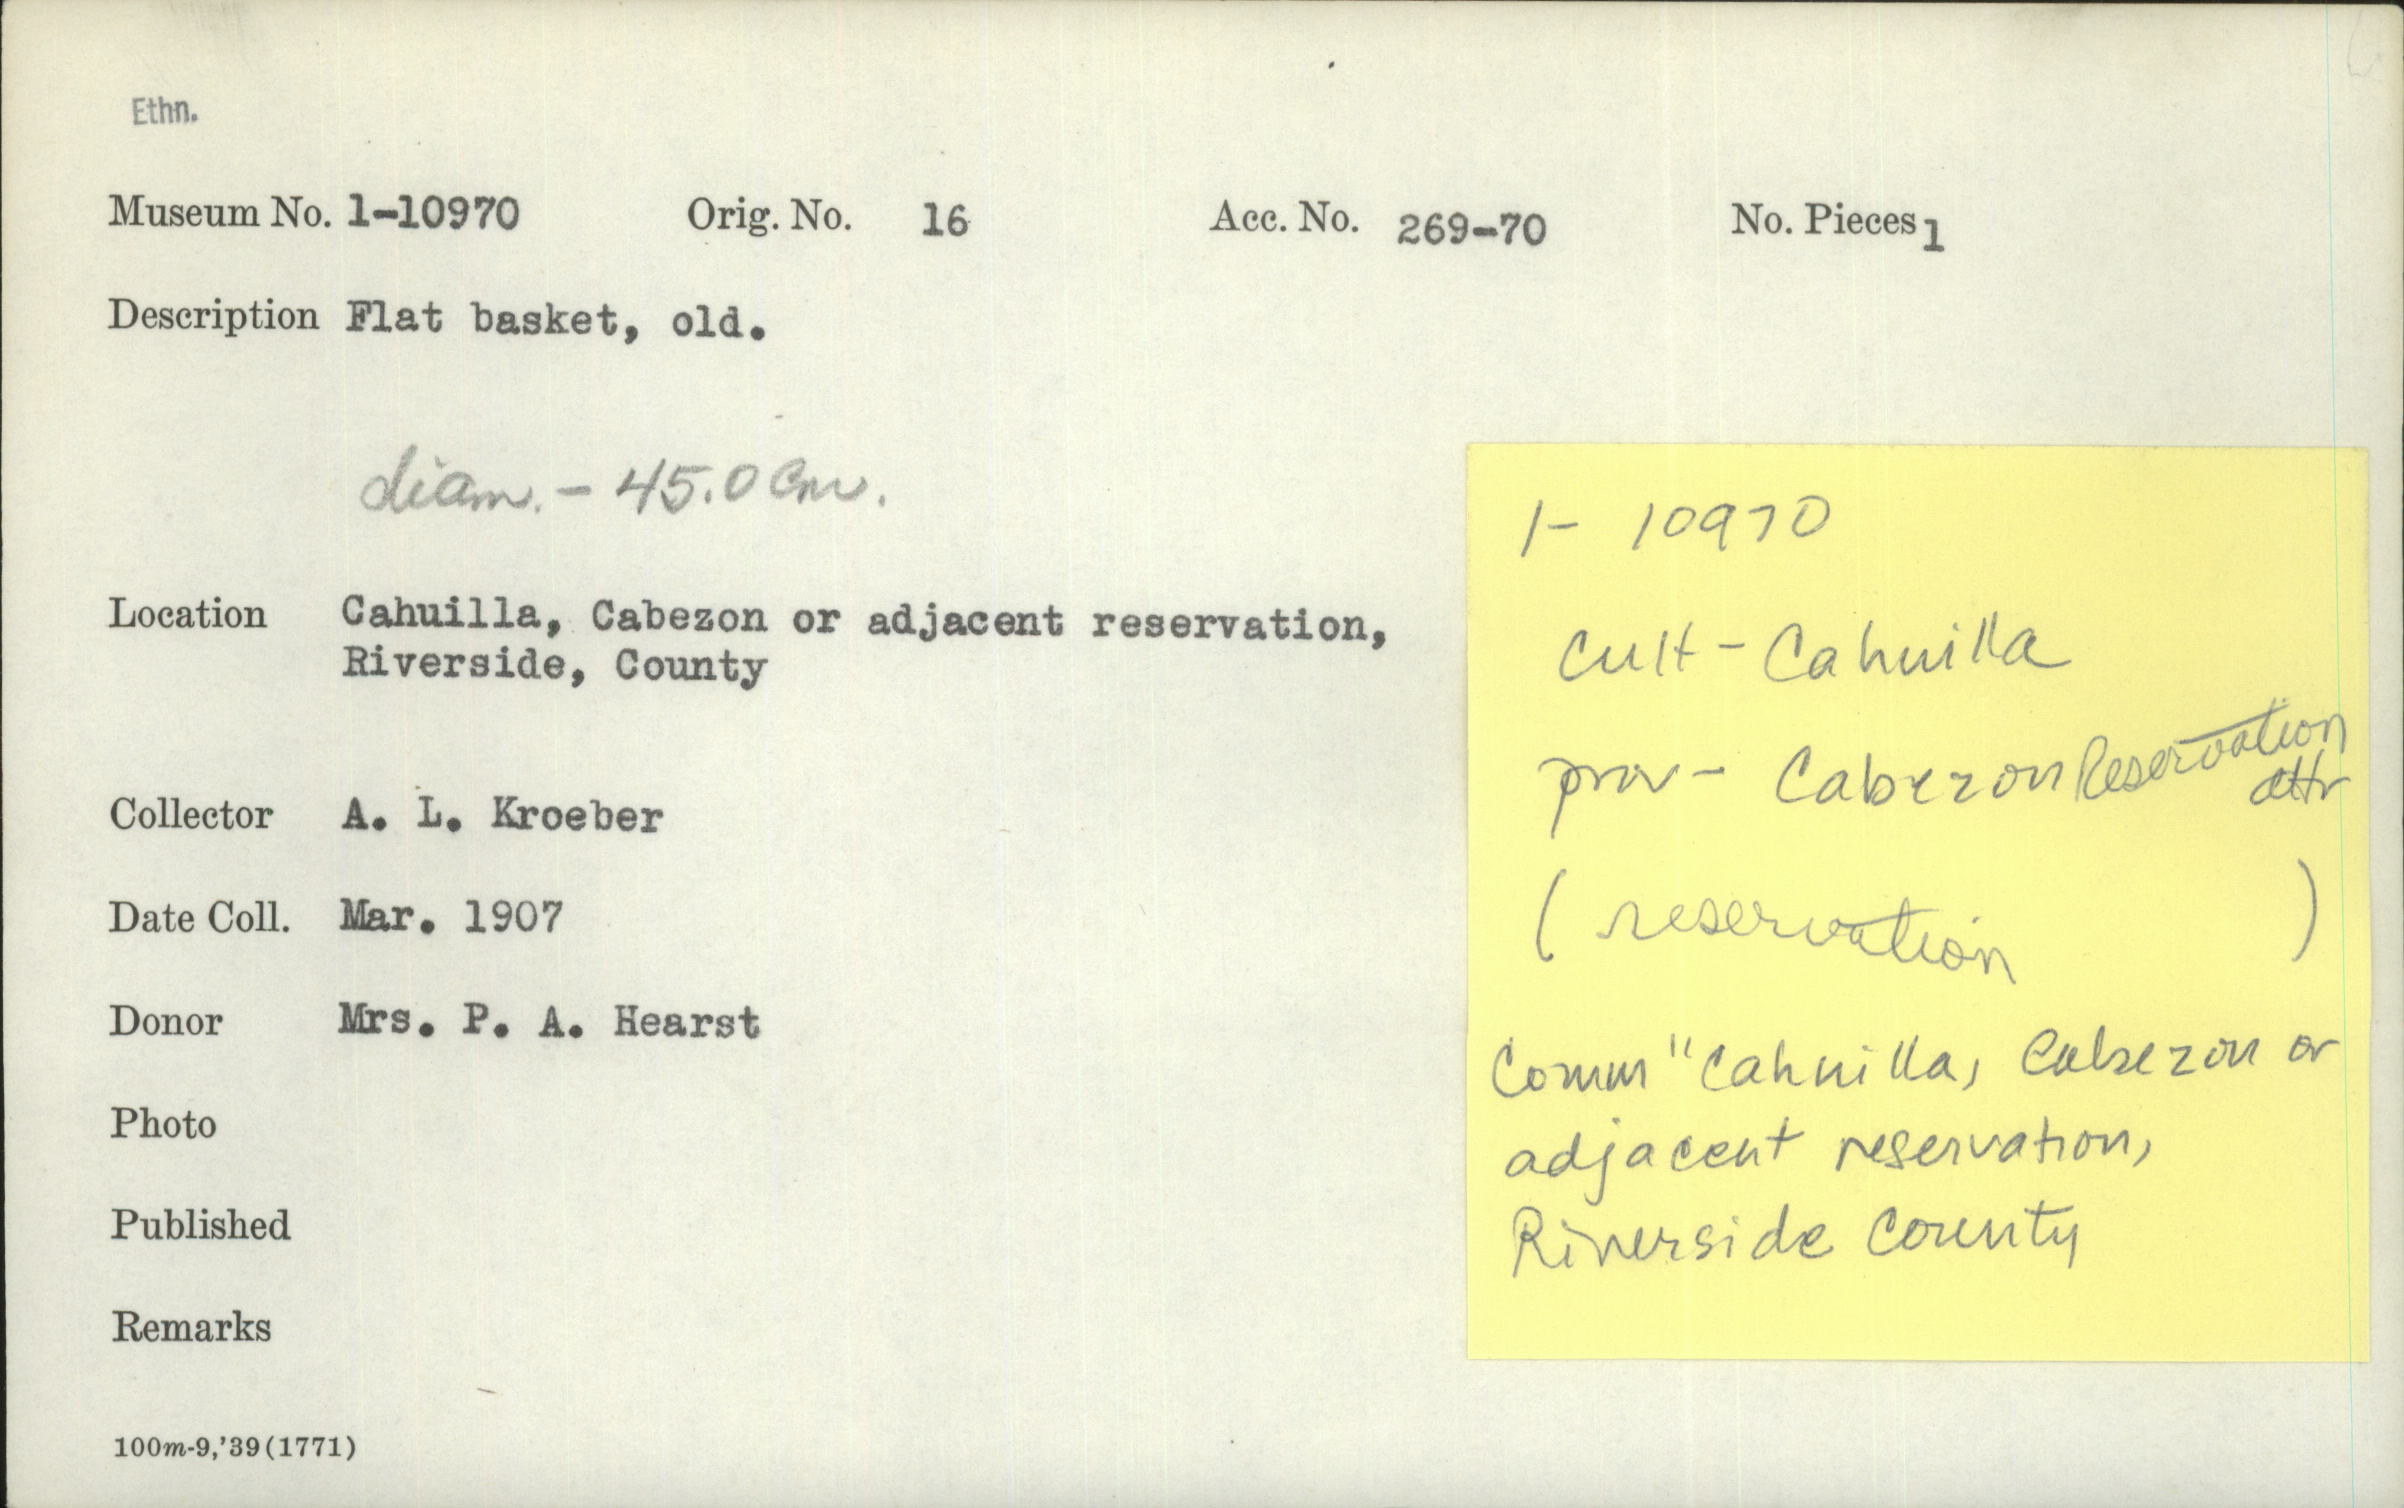 Ethn.
Museum No. 1-10970 Orig. No. 16 Acc. No. 269-70 No. Pieces 1
Description Flat basket, old.
diam. - 45.0 cm.
Location Cahuilla, Cabezon or adjacent reservation,
Riverside, County
Collector A. L. Kroeber
Date Coll. Mar. 1907
Donor Mrs. P. A. Hearst
Photo
Published
Remarks
100m-9,'39(1771)
1- 10970
Cult - Cahuilla
prov - Cabezon Reservation
attr
( reservation )
Comm "Cahuilla, Cabezon or
adjacent reservation,
Riverside County